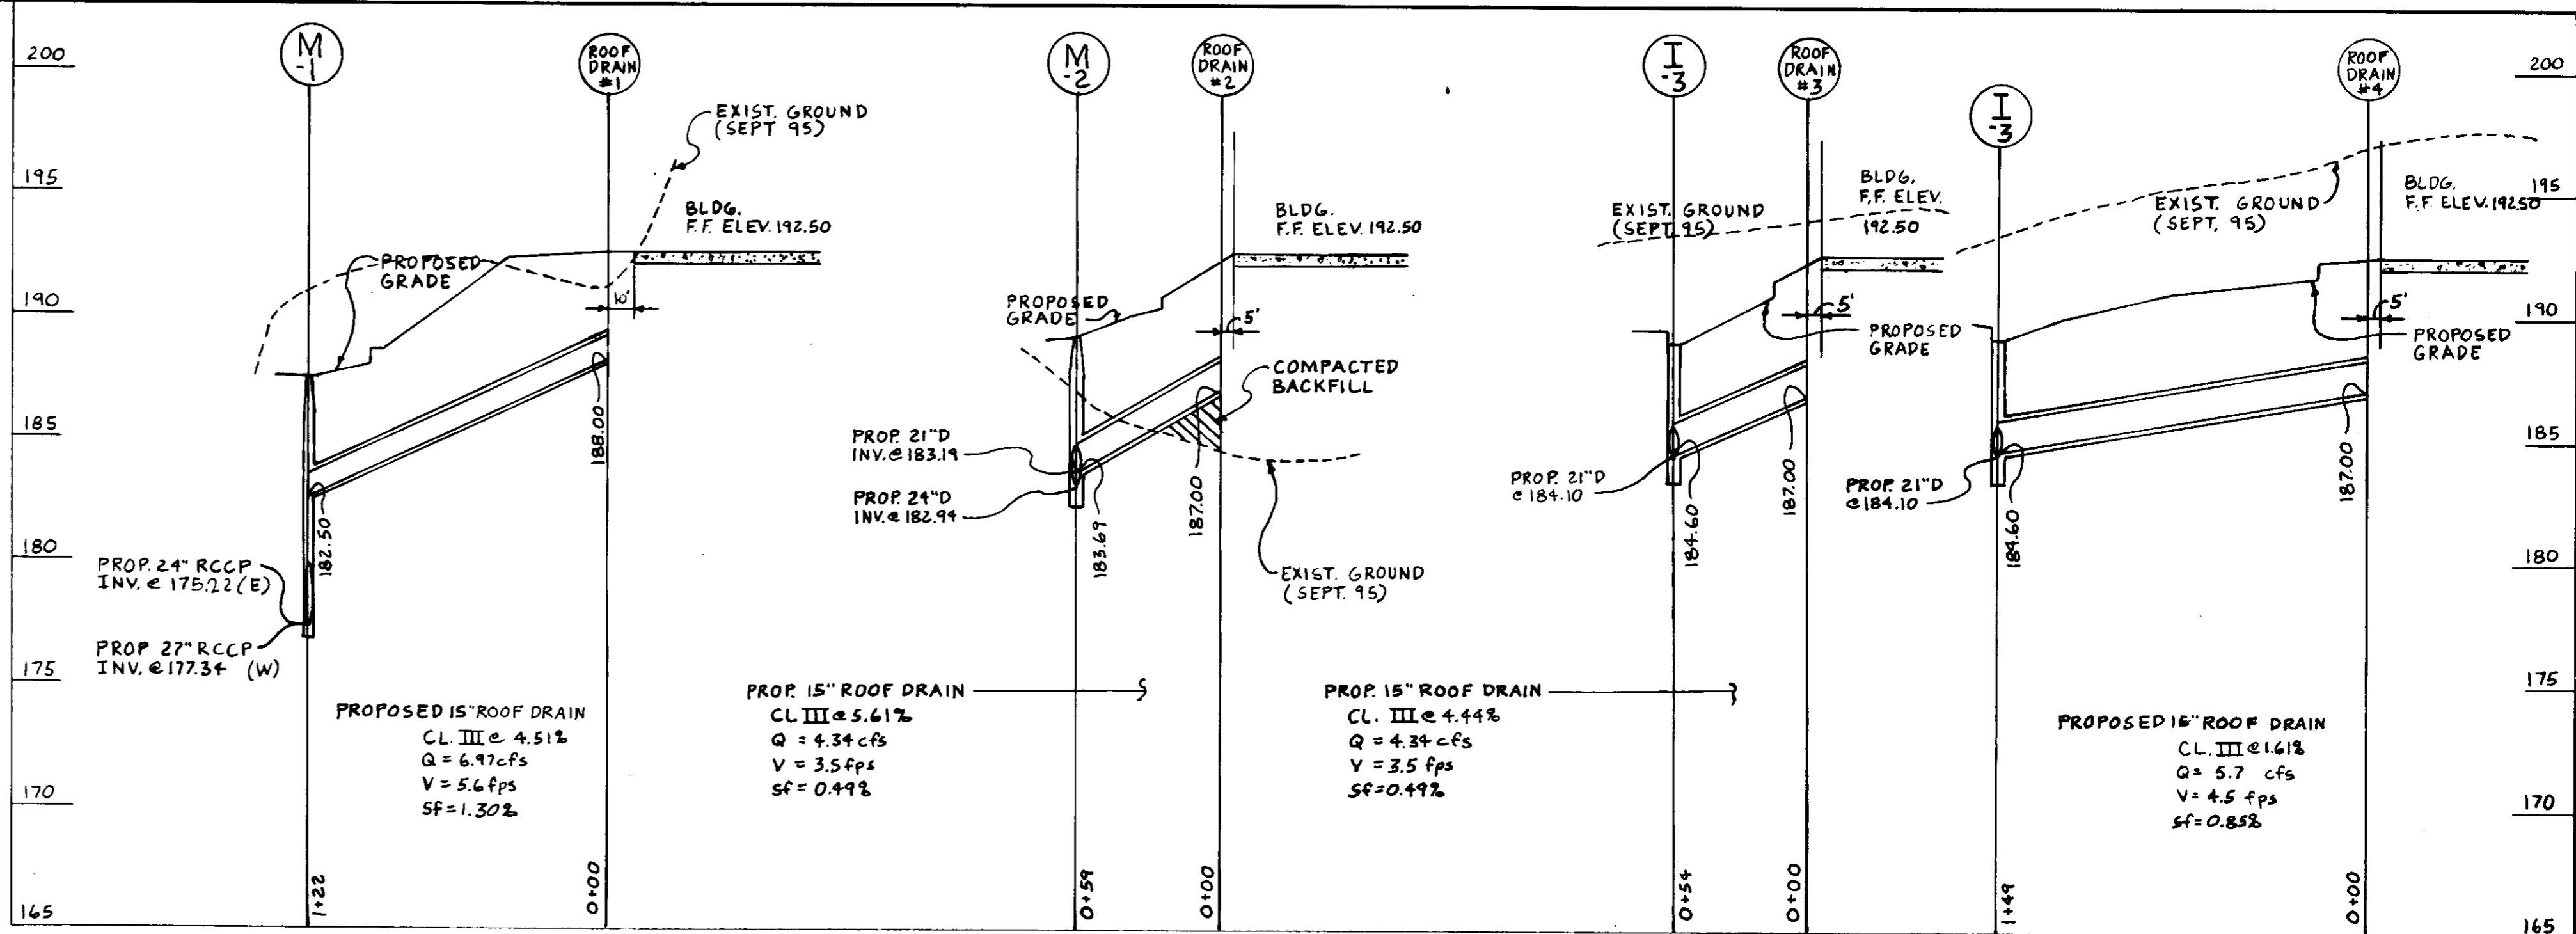 200
195
190
185
180
175
170
165
M
-1
ROOF
DRAIN
#1
EXIST. GROUND
(SEPT 95)
BLDG.
F.F. ELEV. 192.50
PROPOSED
GRADE
10'
188.00
182.50
PROP. 24" RCCP
INV. @ 175.22 (E)
PROP 27" RCCP
INV. @ 177.34 (W)
PROPOSED 15" ROOF DRAIN
CL. III @ 4.51%
Q = 6.97cfs
V = 5.6 fps
Sf = 1.30%
1+22
0+00
M
-2
ROOF
DRAIN
#2
BLDG.
F.F. ELEV. 192.50
PROPOSED
GRADE
5'
COMPACTED
BACKFILL
PROP. 21"D
INV. @ 183.19
PROP. 24"D
INV. @ 182.94
183.69
187.00
EXIST. GROUND
(SEPT. 95)
PROP. 15" ROOF DRAIN
CL III @ 5.61%
Q = 4.34 cfs
V = 3.5 fps
Sf = 0.49%
0+59
0+00
I
-3
ROOF
DRAIN
#3
EXIST. GROUND
(SEPT. 95)
BLDG.
F.F. ELEV.
192.50
5'
PROPOSED
GRADE
PROP. 21"D
@ 184.10
184.60
187.00
PROP. 15" ROOF DRAIN
CL. III @ 4.44%
Q = 4.34 cfs
V = 3.5 fps
Sf = 0.49%
0+54
0+00
I
-3
ROOF
DRAIN
#4
EXIST. GROUND
(SEPT, 95)
BLDG.
F.F. ELEV. 192.50
5'
PROPOSED
GRADE
PROP. 21"D
@ 184.10
184.60
187.00
PROPOSED 15" ROOF DRAIN
CL. III @ 1.61%
Q = 5.7 cfs
V = 4.5 fps
Sf = 0.85%
1+49
0+00
200
195
190
185
180
175
170
165